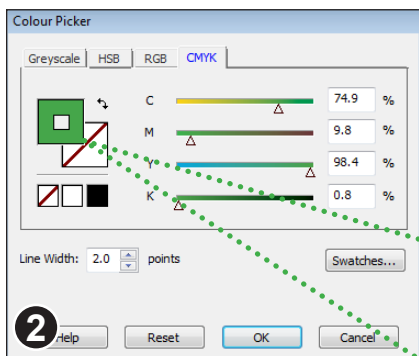 Colour Picker
Greyscale HSB RGB CMYK
C 74.9 %
M 9.8 %
Y 98.4 %
K 0.8 %
Line Width: 2.0 points Swatches...
2 Help Reset OK Cancel